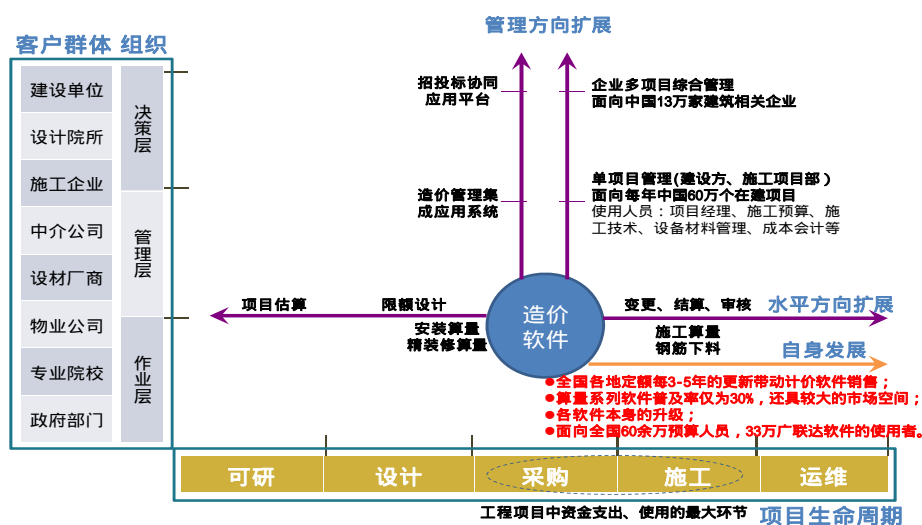 管理方向扩展
客户群体 组织
建设单位
设计院所
施工企业
中介公司
设材厂商
物业公司
专业院校
政府部门
决策层
管理层
作业层
招投标协同
应用平台
企业多项目综合管理
面向中国13万家建筑相关企业
造价管理集
成应用系统
单项目管理(建设方、施工项目部）
面向每年中国60万个在建项目
使用人员：项目经理、施工预算、施
工技术、设备材料管理、成本会计等
项目估算
限额设计
安装算量
精装修算量
造价
软件
变更、结算、审核
水平方向扩展
施工算量
钢筋下料
自身发展
●全国各地定额每3-5年的更新带动计价软件销售；
●算量系列软件普及率仅为30%，还具较大的市场空间；
●各软件本身的升级；
●面向全国60余万预算人员，33万广联达软件的使用者。
可研
设计
采购
施工
运维
工程项目中资金支出、使用的最大环节
项目生命周期